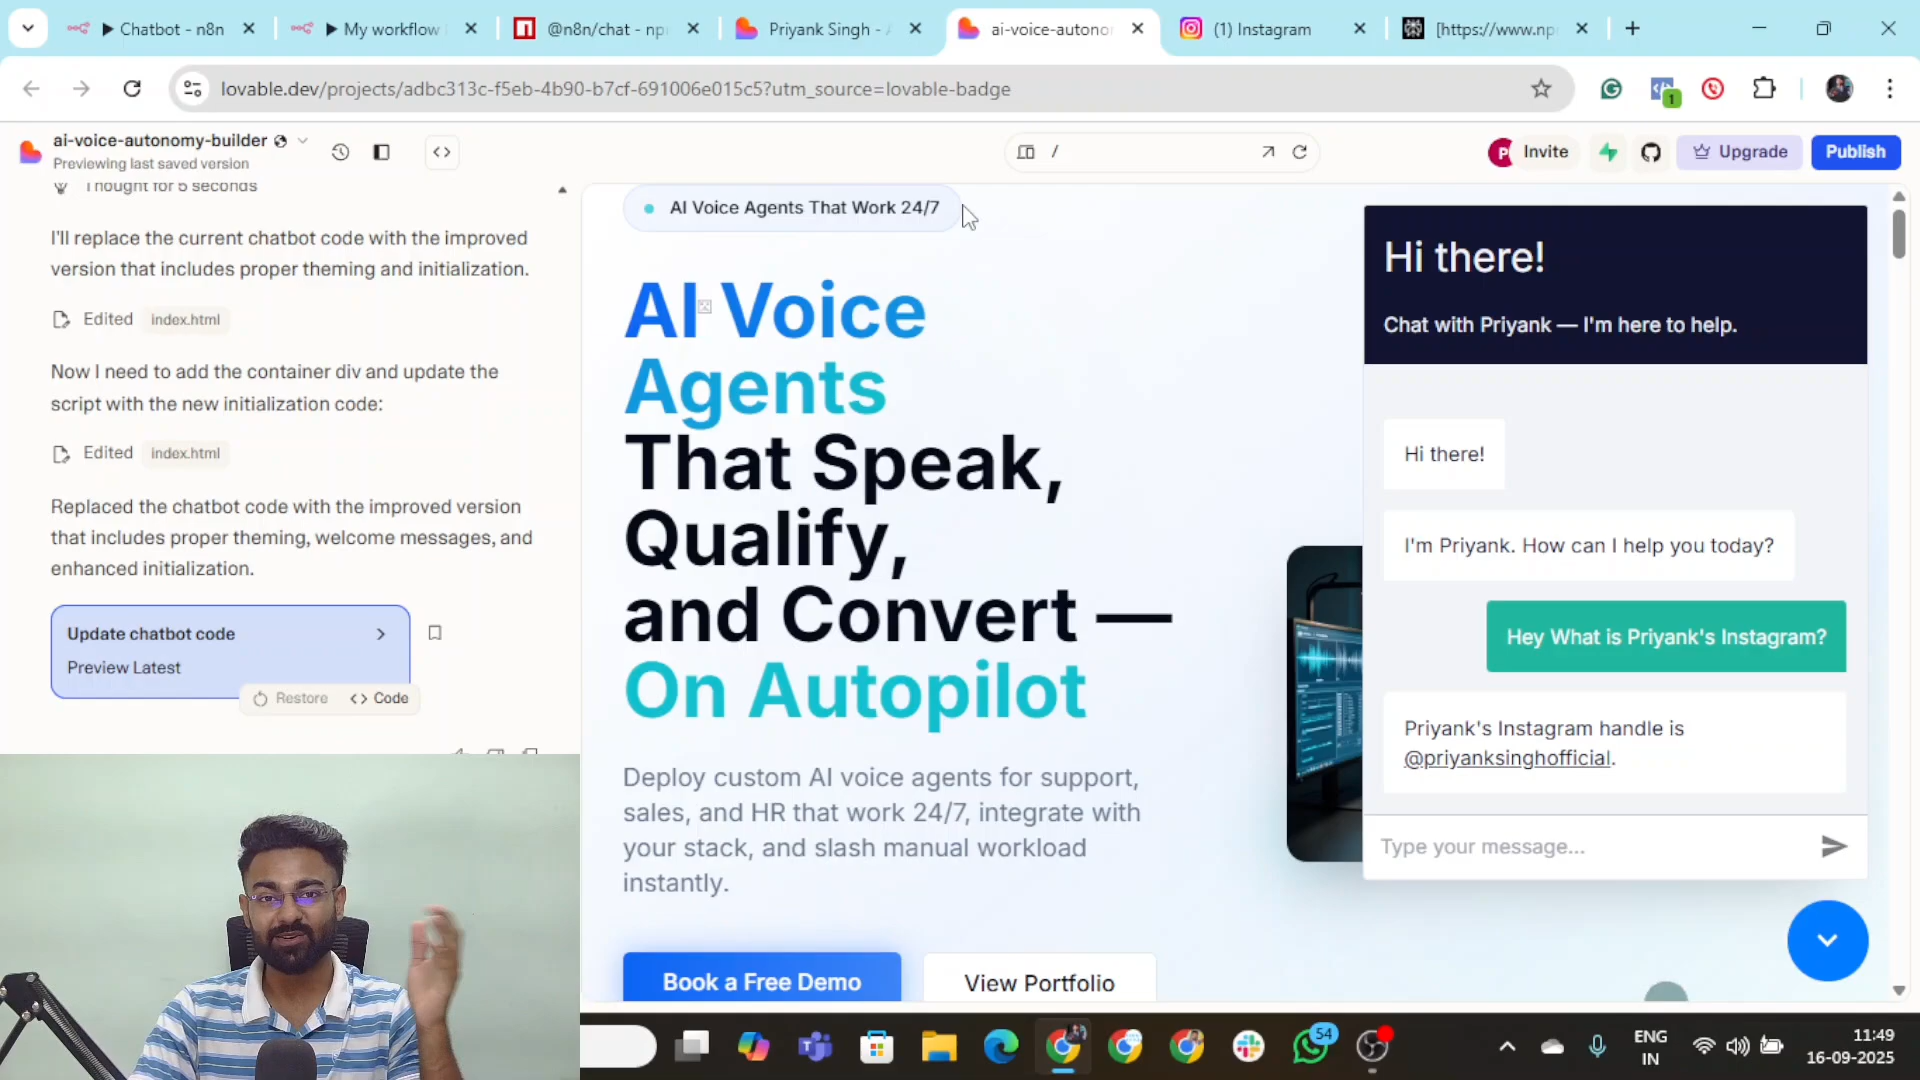 Chatbot - n8n
My workflow
@n8n/chat - np
Priyank Singh - A
ai-voice-autono
(1) Instagram
[https://www.np
lovable.dev/projects/adbc313c-f5eb-4b90-b7cf-691006e015c5?utm_source=lovable-badge
1
ai-voice-autonomy-builder
Previewing last saved version
/
P
Invite
Upgrade
Publish
Thought for 5 seconds
I'll replace the current chatbot code with the improved
version that includes proper theming and initialization.
Edited index.html
Now I need to add the container div and update the
script with the new initialization code:
Edited index.html
Replaced the chatbot code with the improved version
that includes proper theming, welcome messages, and
enhanced initialization.
Update chatbot code
Preview Latest
Restore
Code
AI Voice Agents That Work 24/7
AI Voice
Agents
That Speak,
Qualify,
and Convert —
On Autopilot
Deploy custom AI voice agents for support,
sales, and HR that work 24/7, integrate with
your stack, and slash manual workload
instantly.
Book a Free Demo
View Portfolio
Hi there!
Chat with Priyank — I'm here to help.
Hi there!
I'm Priyank. How can I help you today?
Hey What is Priyank's Instagram?
Priyank's Instagram handle is
@priyanksinghofficial.
Type your message...
54
ENG
IN
11:49
16-09-2025